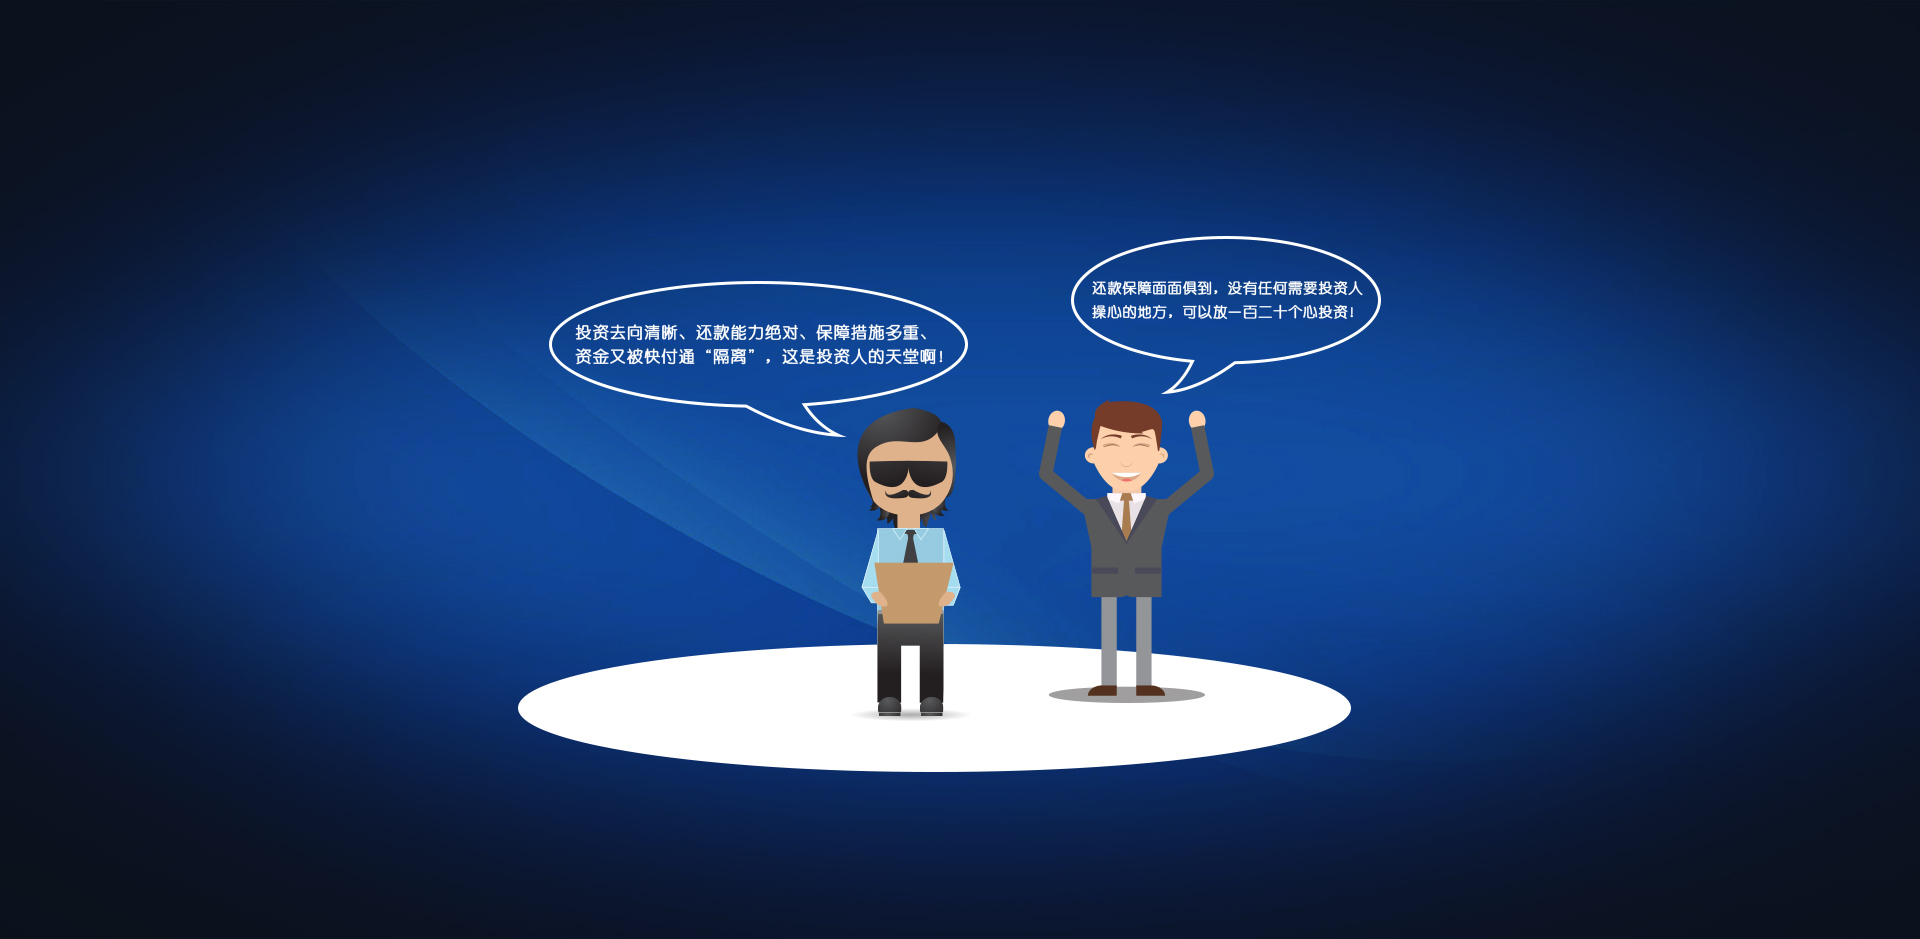 投资去向清晰、还款能力绝对、保障措施多重、
资金又被快付通“隔离”，这是投资人的天堂啊！
还款保障面面俱到，没有任何需要投资人
操心的地方，可以放一百二十个心投资！